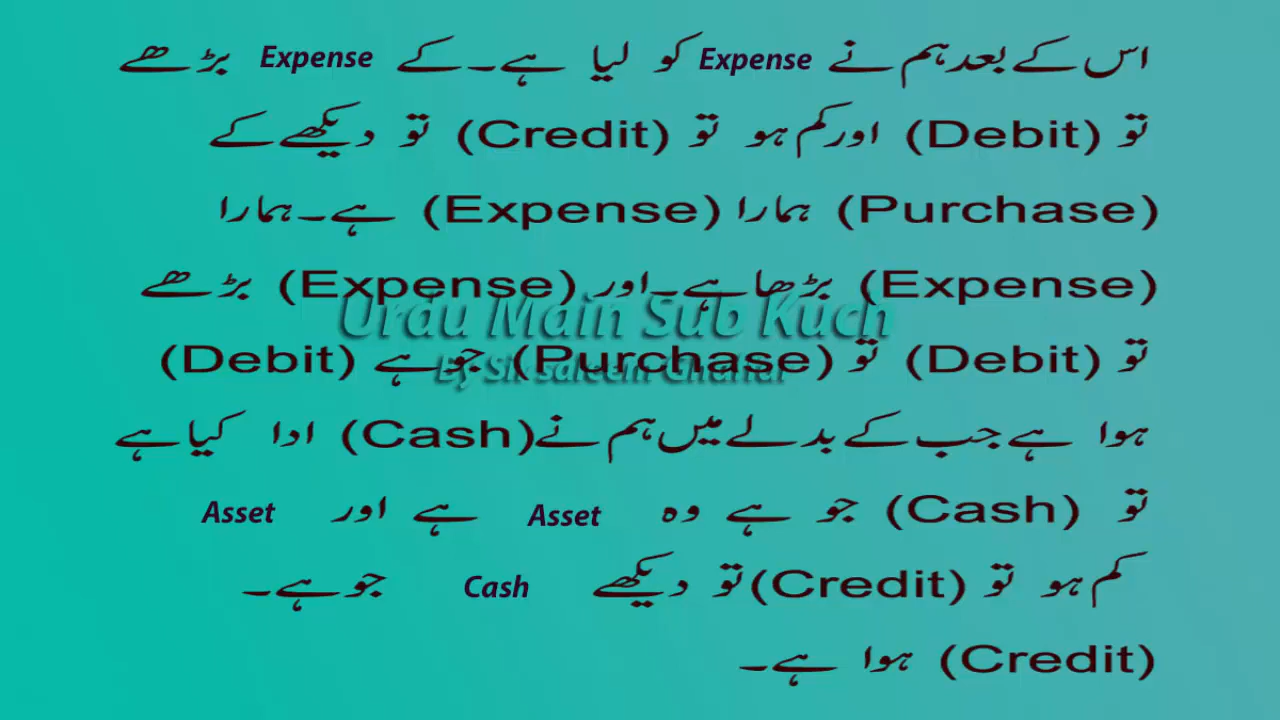 اس کے بعد ہم نے Expense کو لیا ہے۔ کے Expense بڑھے
تو (Debit) اور کم ہو تو (Credit) تو دیکھے کے
(Purchase) ہمارا (Expense) ہے۔ ہمارا
(Expense) بڑھا ہے۔ اور (Expense) بڑھے
تو (Debit) تو (Purchase) جو ہے (Debit)
ہوا ہے جب کے بدلے میں ہم نے (Cash) ادا کیا ہے
تو (Cash) جو ہے وہ Asset ہے اور Asset
کم ہو تو (Credit) تو دیکھے Cash جو ہے۔
(Credit) ہوا ہے۔
Urdu Main Sub Kuch